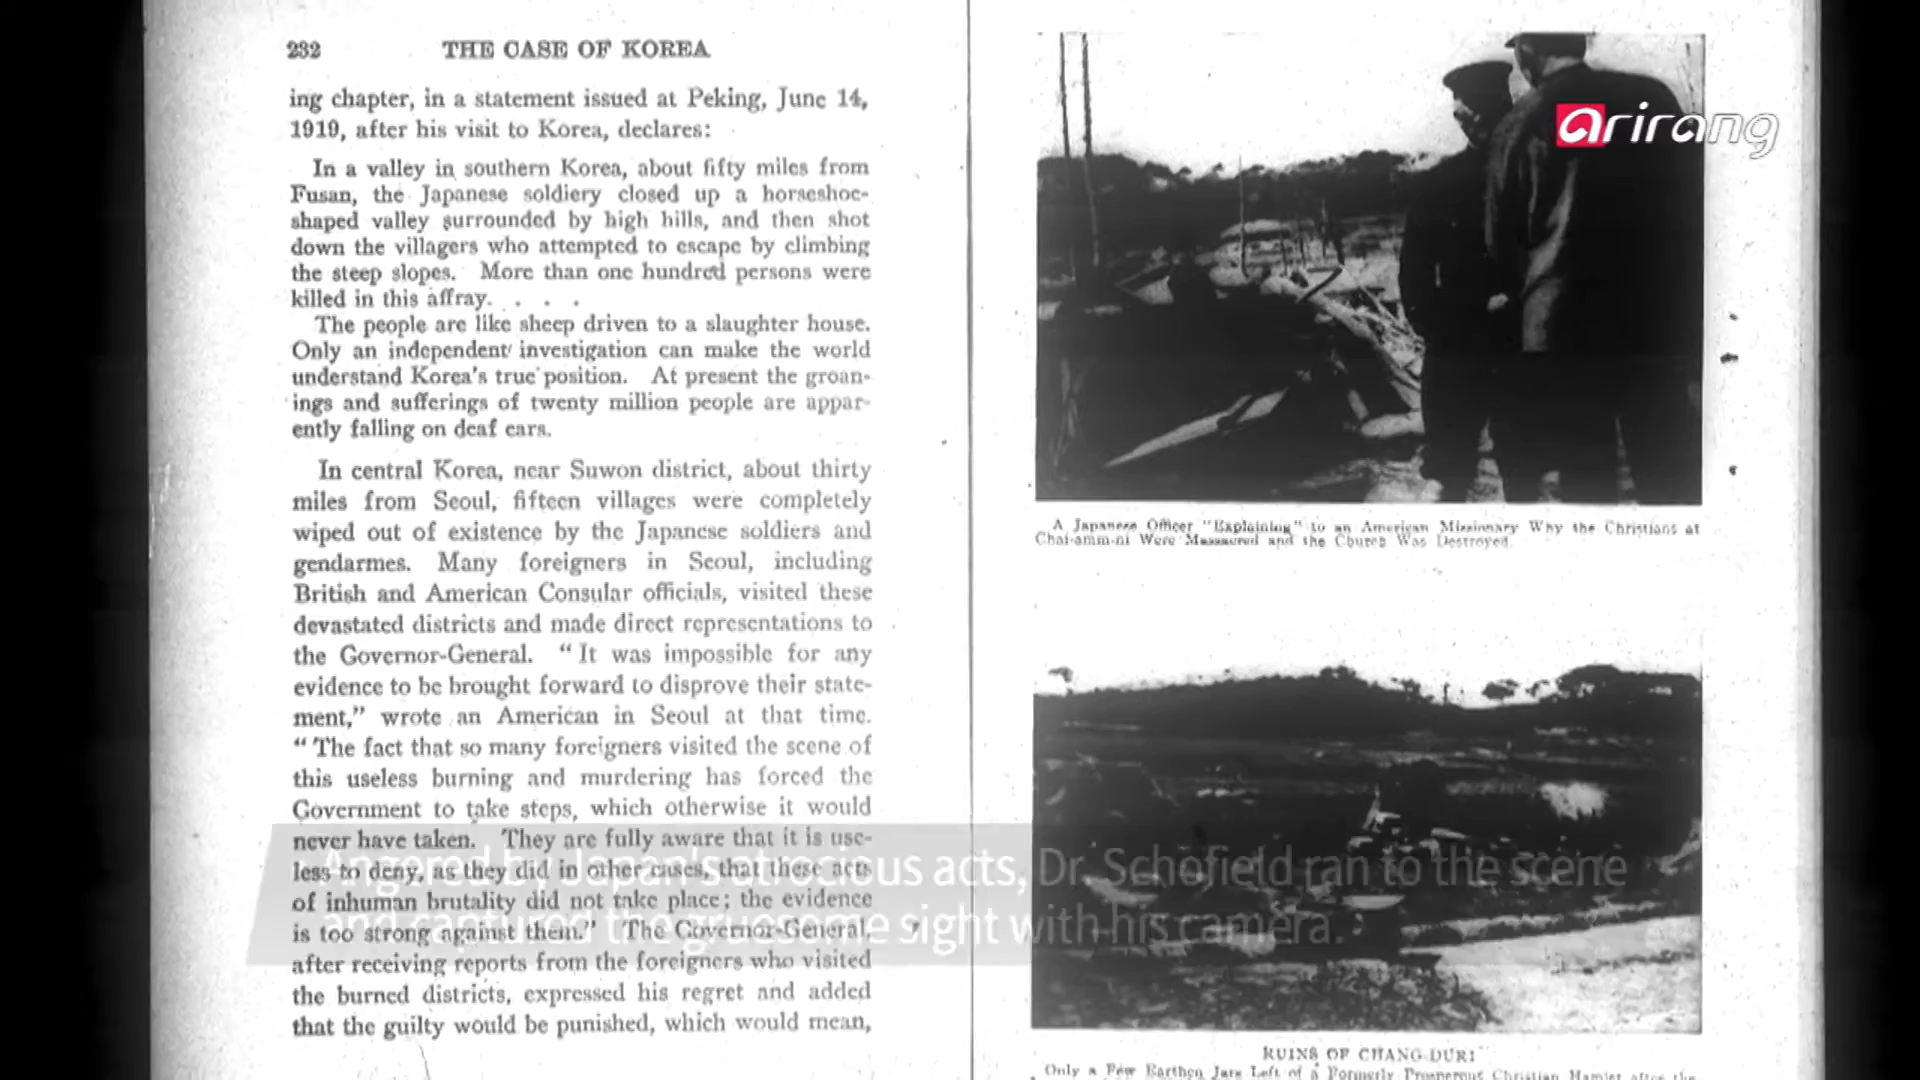 232 THE CASE OF KOREA
ing chapter, in a statement issued at Peking, June 14,
1919, after his visit to Korea, declares:
In a valley in southern Korea, about fifty miles from
Fusan, the Japanese soldiery closed up a horseshoe-
shaped valley surrounded by high hills, and then shot
down the villagers who attempted to escape by climbing
the steep slopes. More than one hundred persons were
killed in this affray. . . .
The people are like sheep driven to a slaughter house.
Only an independent investigation can make the world
understand Korea's true position. At present the groan-
ings and sufferings of twenty million people are appar-
ently falling on deaf ears.
In central Korea, near Suwon district, about thirty
miles from Seoul, fifteen villages were completely
wiped out of existence by the Japanese soldiers and
gendarmes. Many foreigners in Seoul, including
British and American Consular officials, visited these
devastated districts and made direct representations to
the Governor-General. "It was impossible for any
evidence to be brought forward to disprove their state-
ment," wrote an American in Seoul at that time.
"The fact that so many foreigners visited the scene of
this useless burning and murdering has forced the
Government to take steps, which otherwise it would
never have taken. They are fully aware that it is use-
less to deny, as they did in other cases, that these acts
of inhuman brutality did not take place; the evidence
is too strong against them." The Governor-General,
after receiving reports from the foreigners who visited
the burned districts, expressed his regret and added
that the guilty would be punished, which would mean,
arirang
A Japanese Officer "Explaining" to an American Missionary Why the Christians at
Chai-amm-ni Were Massacred and the Church Was Destroyed.
RUINS OF CHANG-DURI
Only a Few Earthen Jars Left of a Formerly Prosperous Christian Hamlet after the
Angered by Japan's atrocious acts, Dr. Schofield ran to the scene
and captured the gruesome sight with his camera.